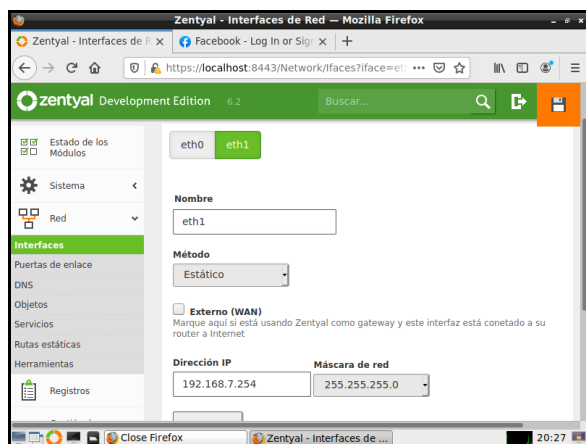 Zentyal - Interfaces de Red — Mozilla Firefox
Zentyal - Interfaces de R
Facebook - Log In or Sig
https://localhost:8443/Network/Ifaces?iface=et
zentyal Development Edition 6.2
Buscar...
Estado de los
Módulos
Sistema
Red
Interfaces
Puertas de enlace
DNS
Objetos
Servicios
Rutas estáticas
Herramientas
Registros
eth0 eth1
Nombre
eth1
Método
Estático
Externo (WAN)
Marque aquí si está usando Zentyal como gateway y este interfaz está conetado a su
router a Internet
Dirección IP
Máscara de red
192.168.7.254
255.255.255.0
Close Firefox
Zentyal - Interfaces de ...
20:27